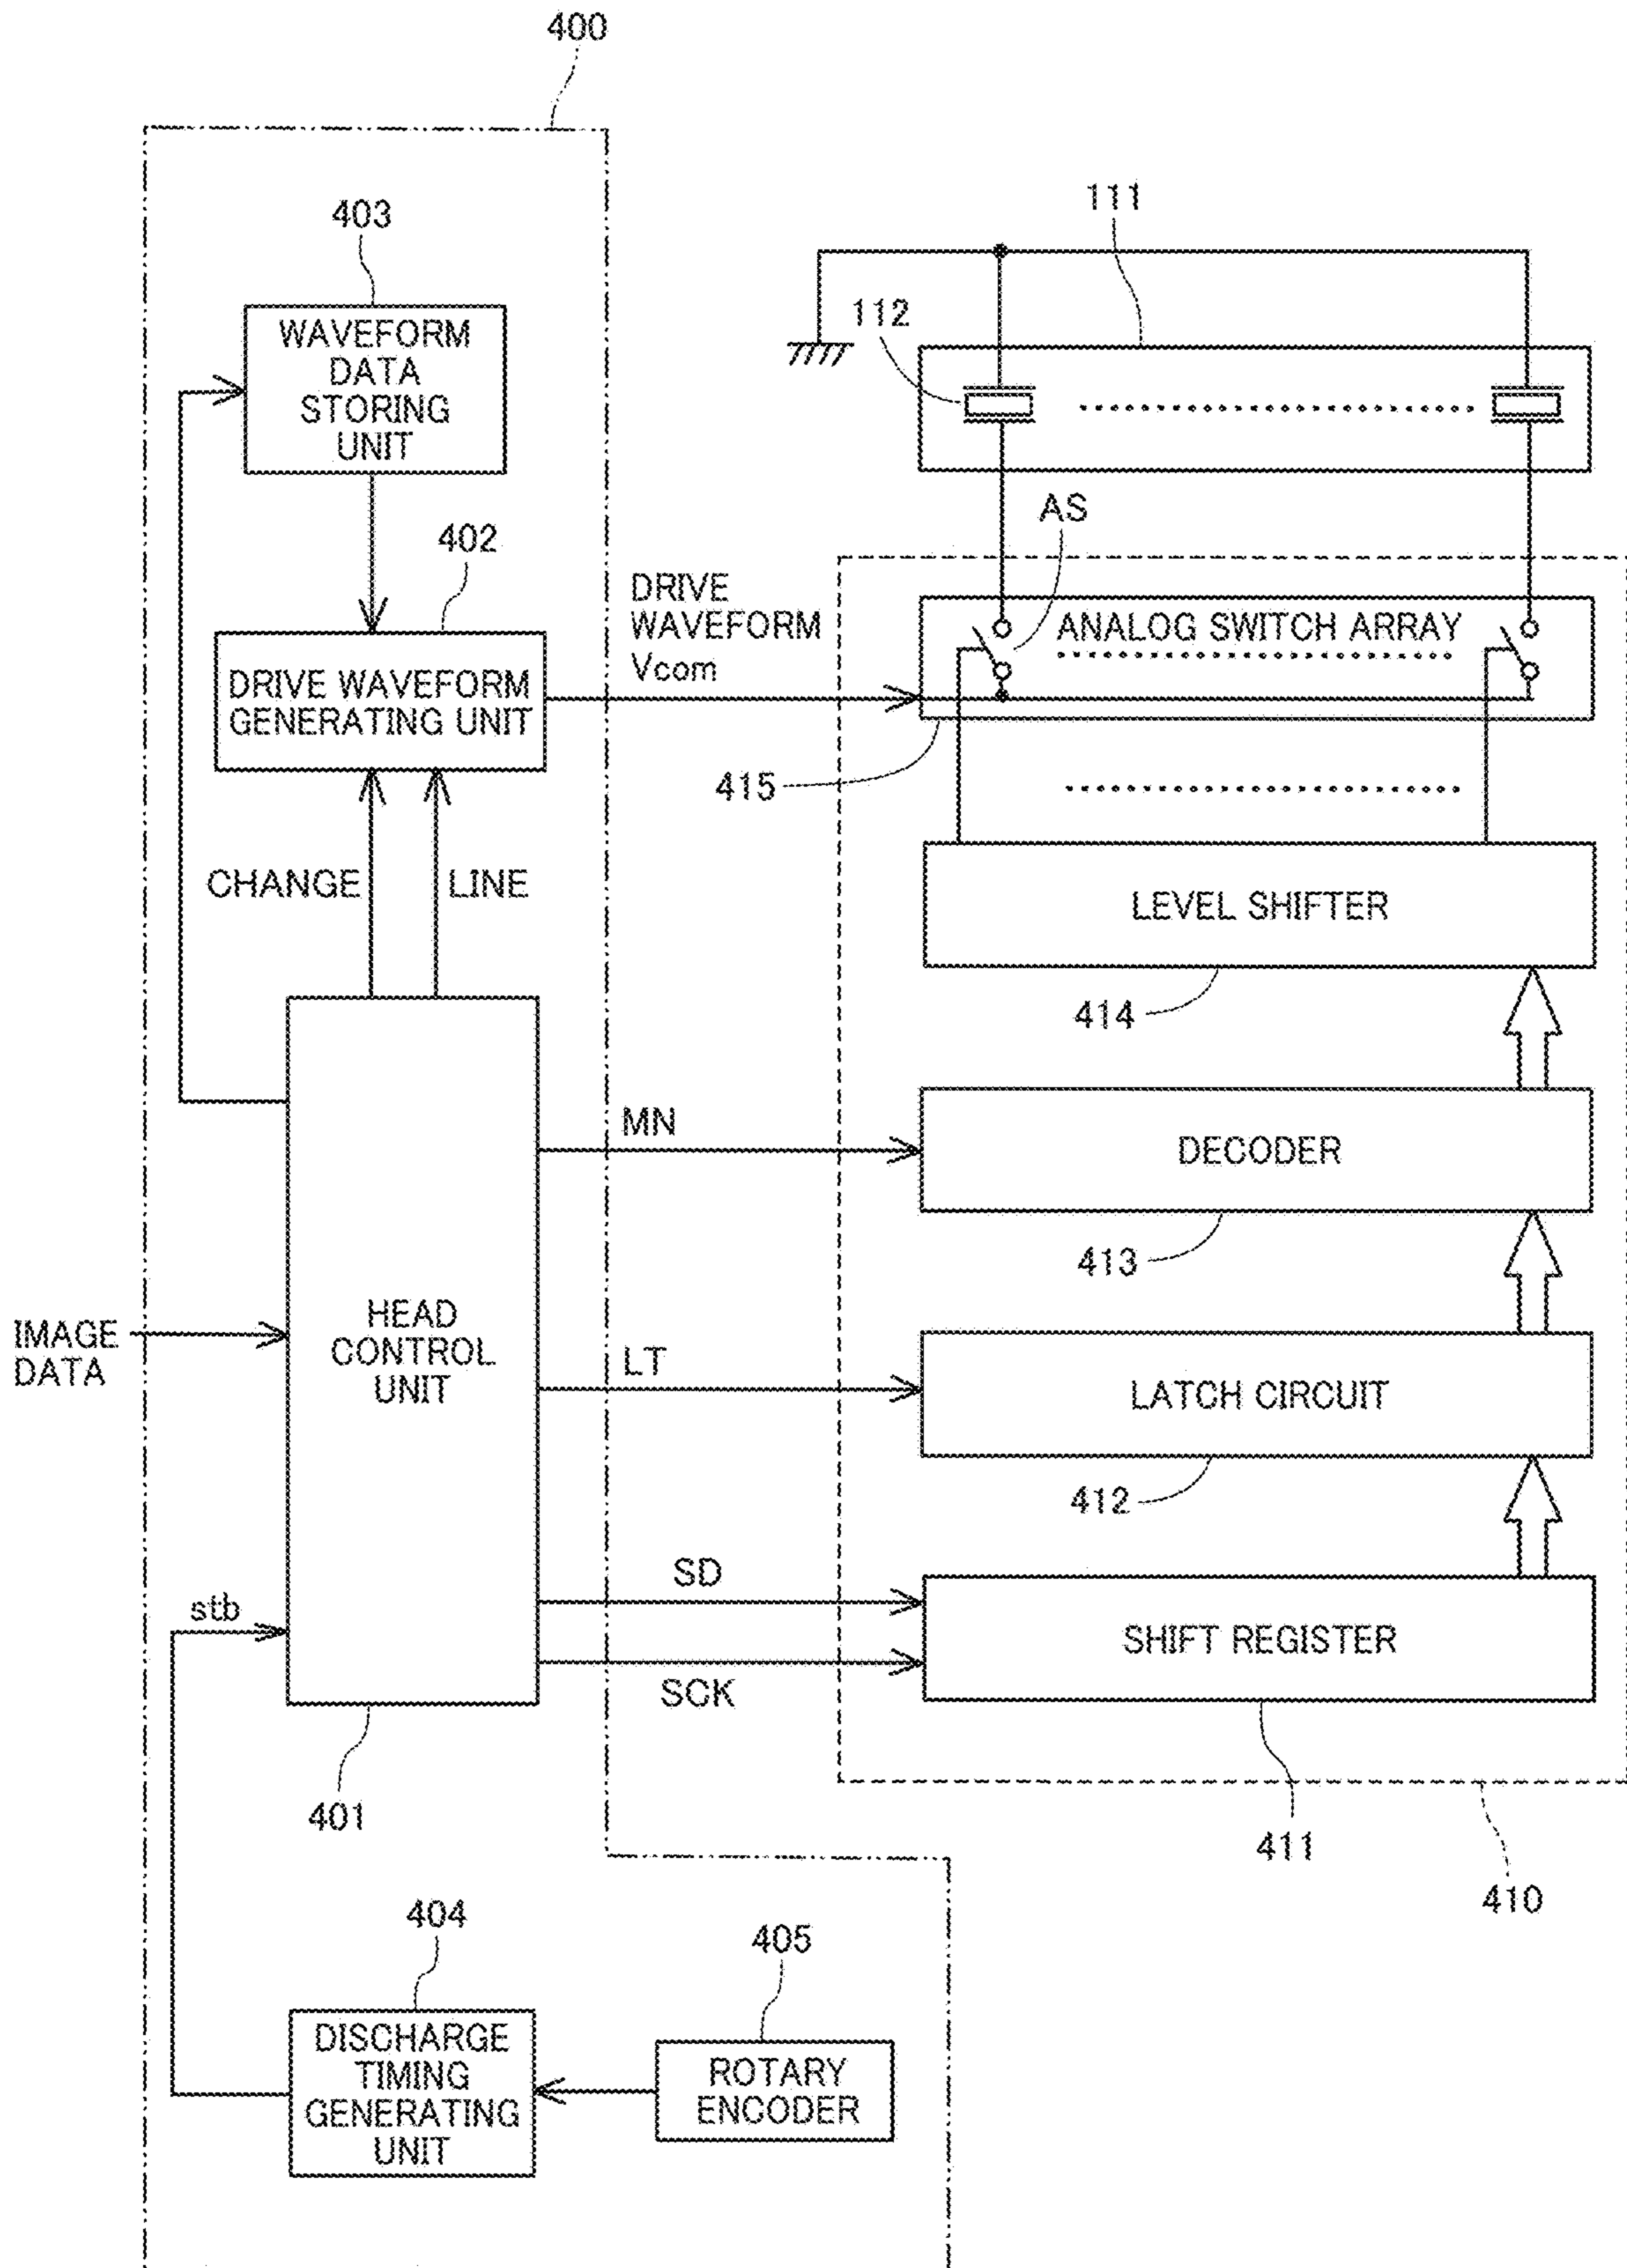 400
403
111
WAVEFORM
DATA
STORING
UNIT
112
AS
402
DRIVE
WAVEFORM
Vcom
ANALOG SWITCH ARRAY
DRIVE WAVEFORM
GENERATING UNIT
415
CHANGE
LINE
LEVEL SHIFTER
414
MN
DECODER
413
IMAGE
DATA
HEAD
CONTROL
UNIT
LT
LATCH CIRCUIT
412
SD
stb
SHIFT REGISTER
SCK
401
411
410
404
405
DISCHARGE
TIMING
GENERATING
UNIT
ROTARY
ENCODER